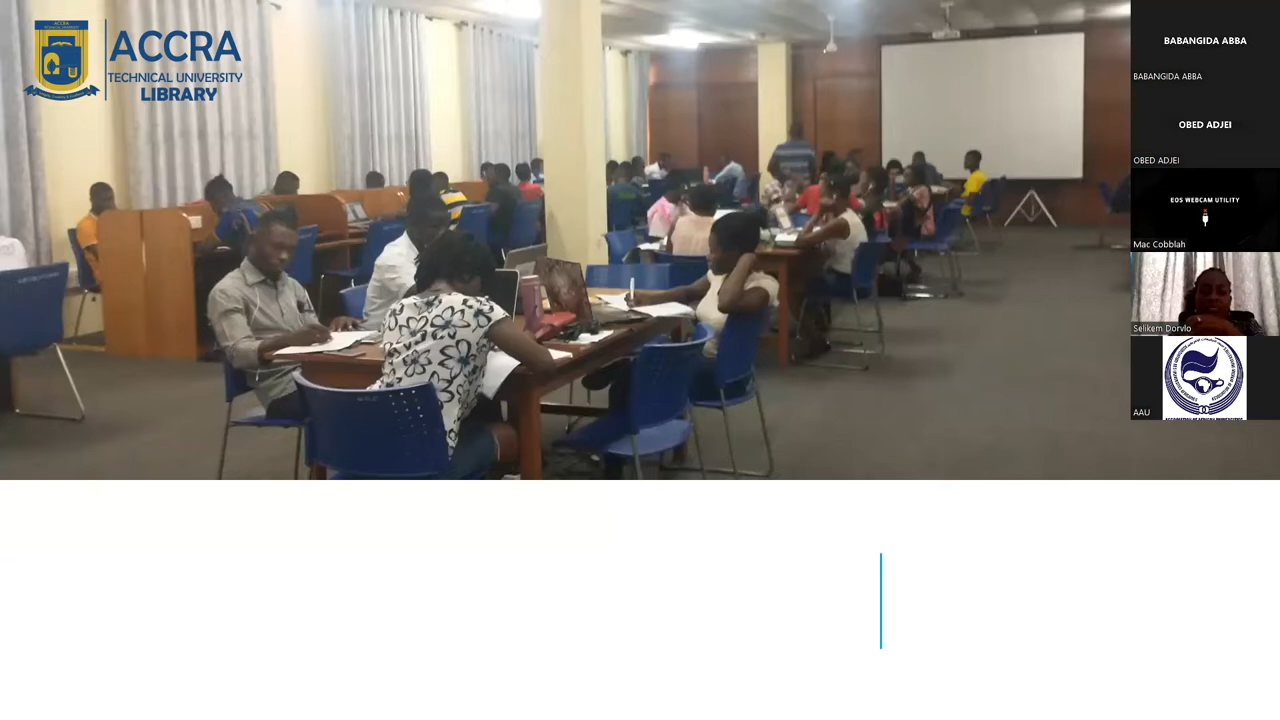 ACCRA
TECHNICAL UNIVERSITY
LIBRARY
BABANGIDA ABBA
BABANGIDA ABBA
OBED ADJEI
OBED ADJEI
EOS WEBCAM UTILITY
Mac Cobblah
Selikem Dorvlo
AAU